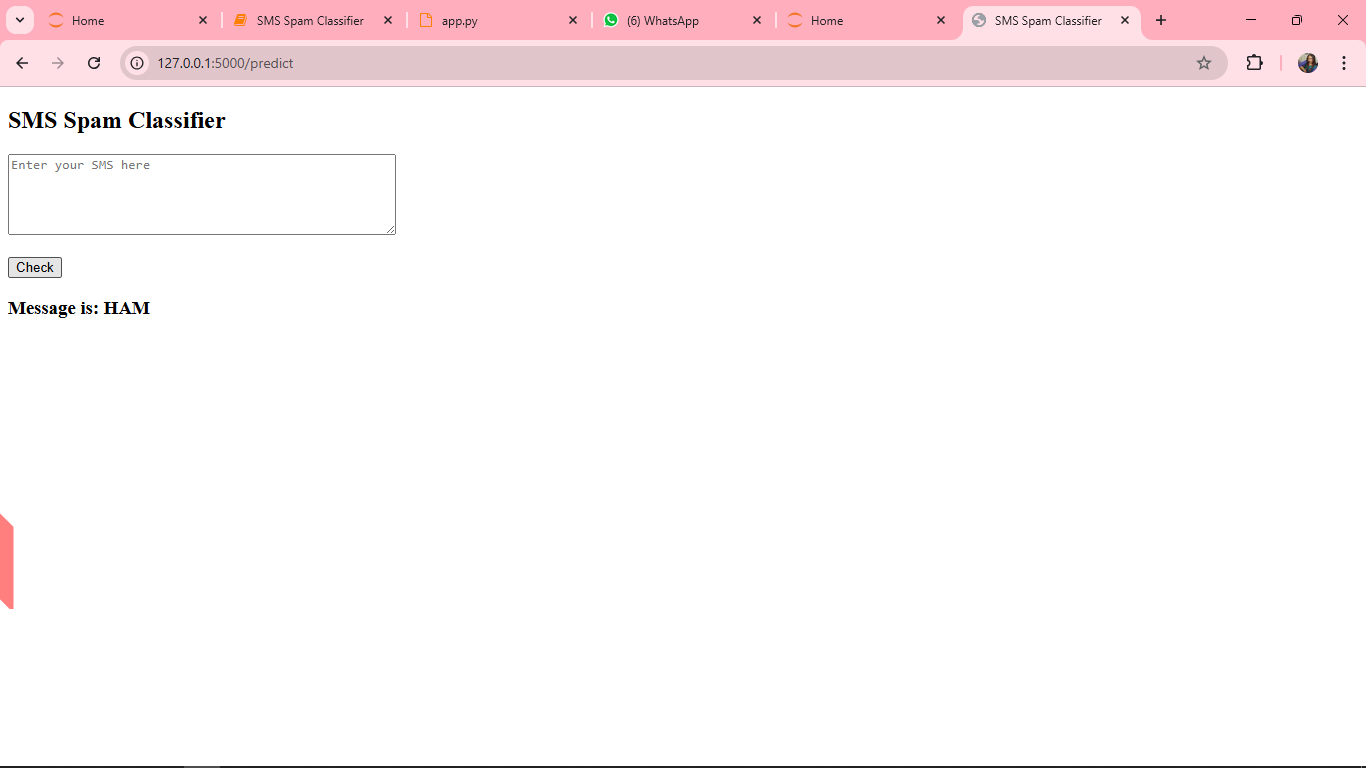 Home
SMS Spam Classifier
app.py
(6) WhatsApp
Home
SMS Spam Classifier
127.0.0.1:5000/predict
SMS Spam Classifier
Enter your SMS here
Check
Message is: HAM